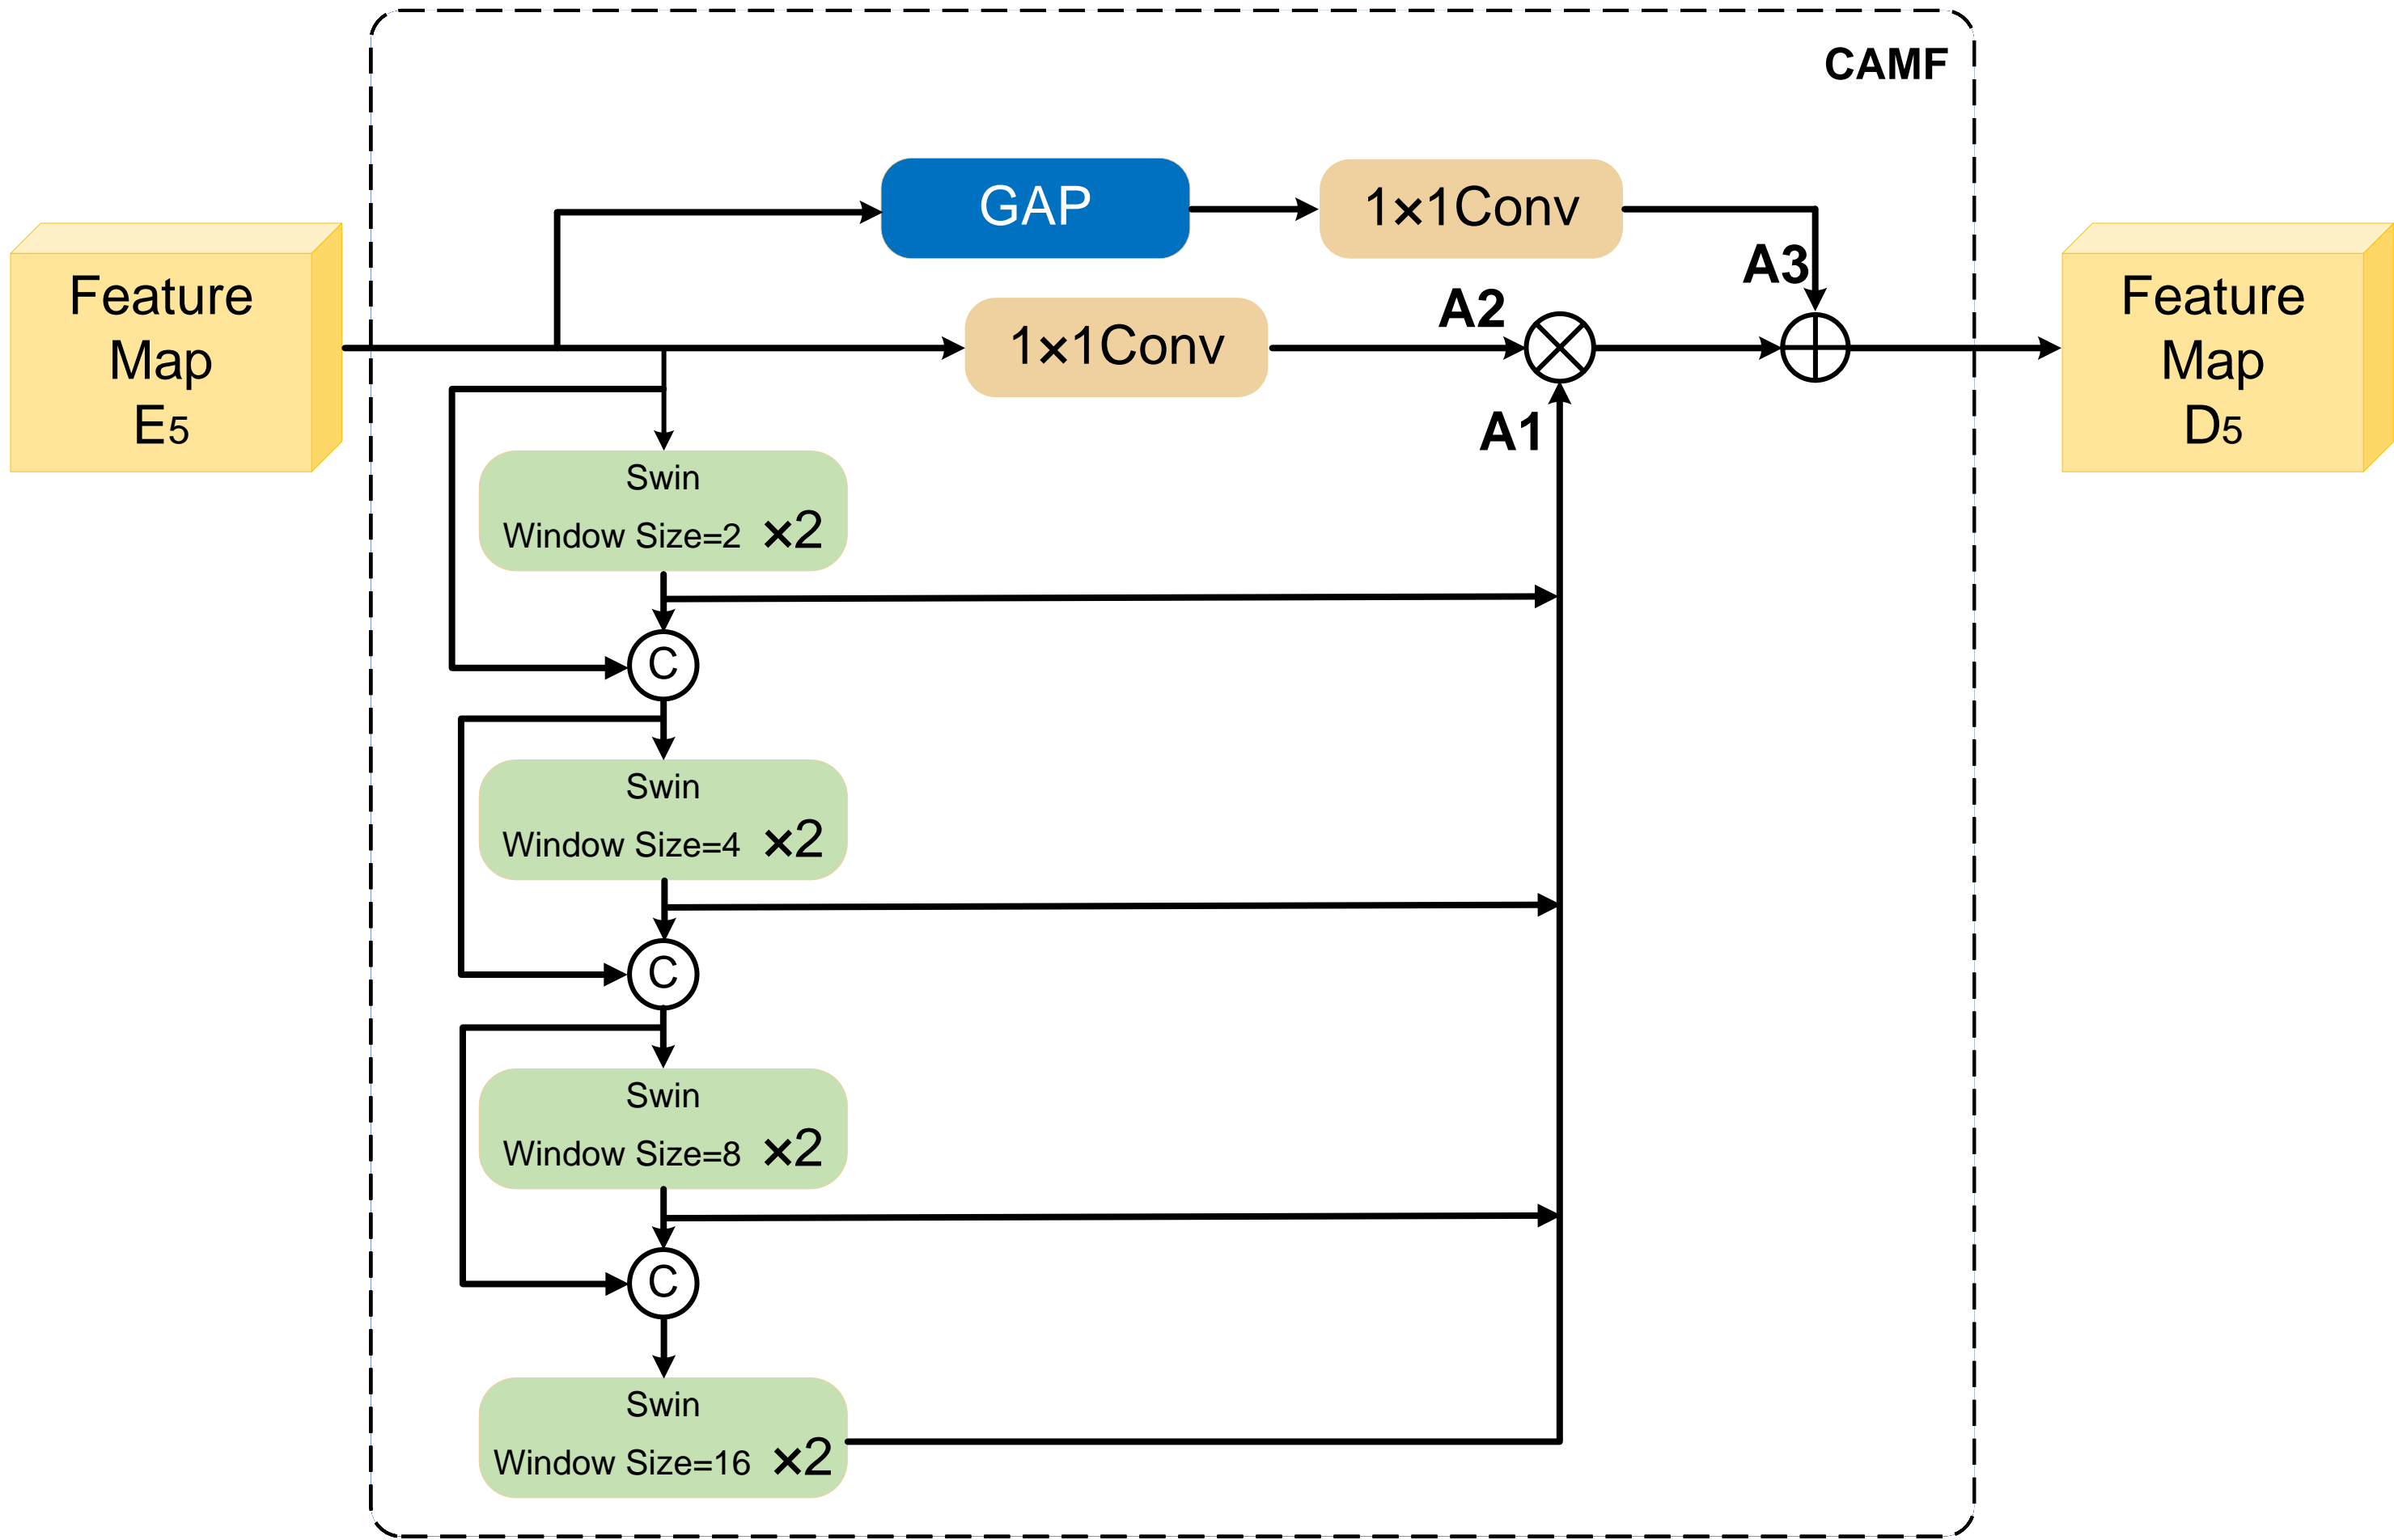 CAMF
GAP
1×1Conv
A3
Feature
Map
E5
1×1Conv
A2
A1
Feature
Map
D5
Swin
Window Size=2 ×2
C
Swin
Window Size=4 ×2
C
Swin
Window Size=8 ×2
C
Swin
Window Size=16 ×2